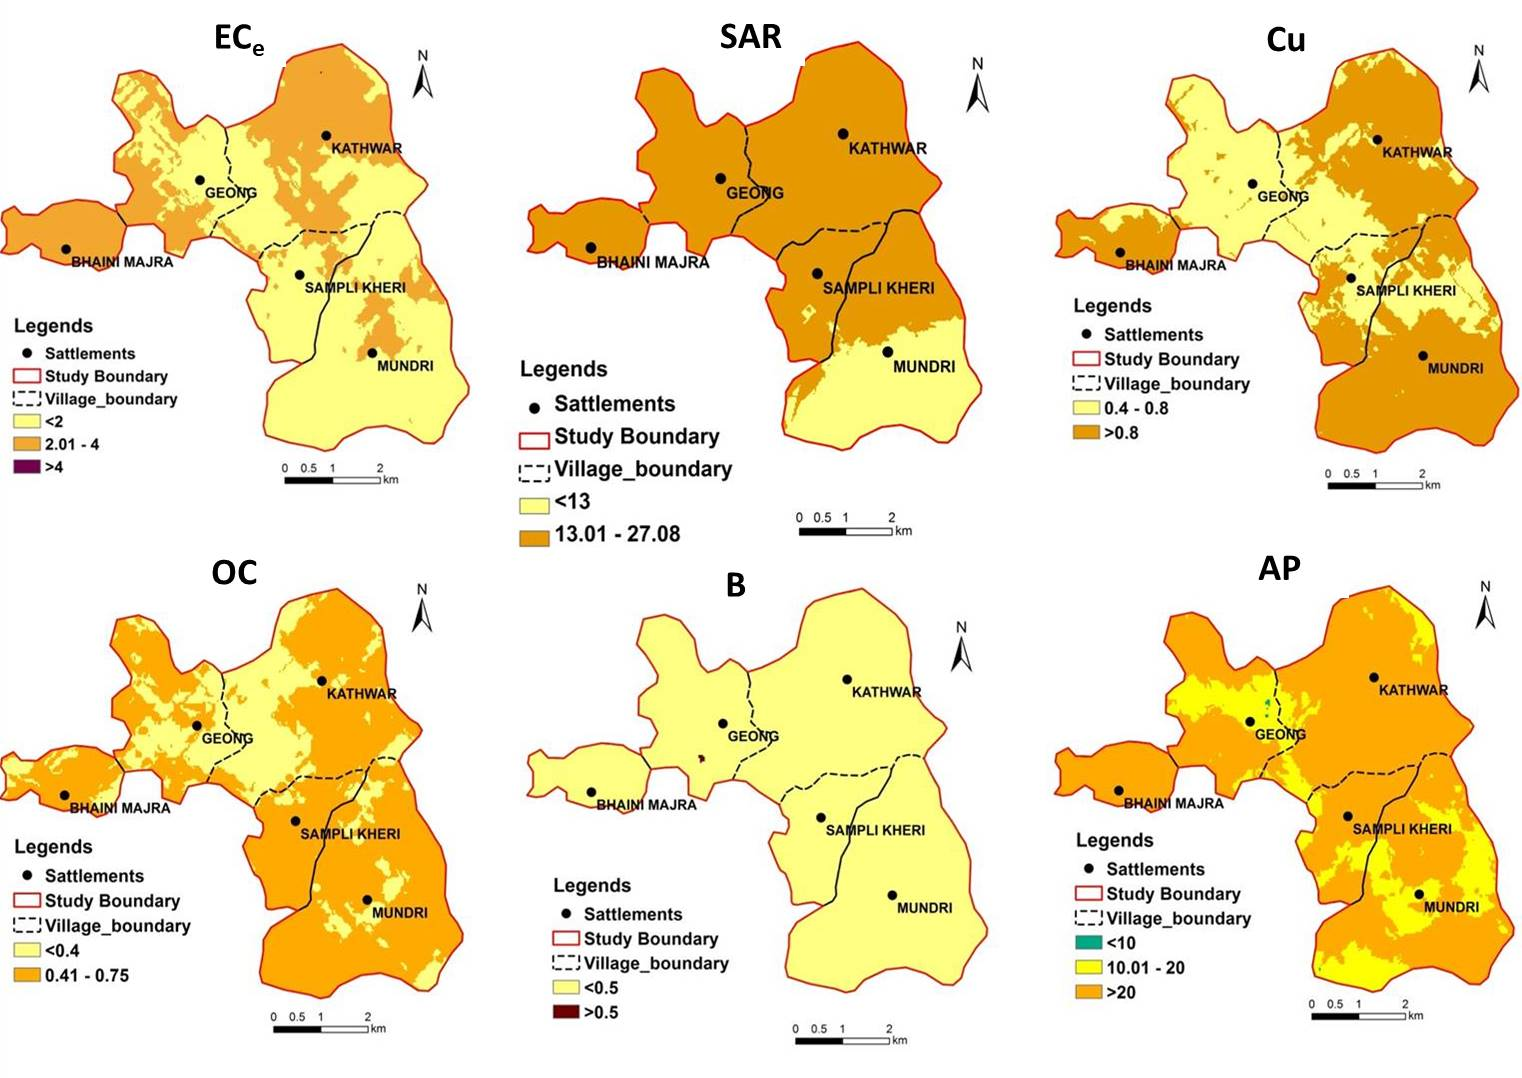 ECe
N
KATHWAR
GEONG
BHAINI MAJRA
SAMPLI KHERI
MUNDRI
Legends
Sattlements
Study Boundary
Village_boundary
<2
2.01 - 4
>4
0 0.5 1 2
km
SAR
N
KATHWAR
GEONG
BHAINI MAJRA
SAMPLI KHERI
MUNDRI
Legends
Sattlements
Study Boundary
Village_boundary
<13
13.01 - 27.08
0 0.5 1 2
km
Cu
N
KATHWAR
GEONG
BHAINI MAJRA
SAMPLI KHERI
MUNDRI
Legends
Sattlements
Study Boundary
Village_boundary
0.4 - 0.8
>0.8
0 0.5 1 2
km
OC
N
KATHWAR
GEONG
BHAINI MAJRA
SAMPLI KHERI
MUNDRI
Legends
Sattlements
Study Boundary
Village_boundary
<0.4
0.41 - 0.75
0 0.5 1 2
km
B
N
KATHWAR
GEONG
BHAINI MAJRA
SAMPLI KHERI
MUNDRI
Legends
Sattlements
Study Boundary
Village_boundary
<0.5
>0.5
0 0.5 1 2
km
AP
N
KATHWAR
GEONG
BHAINI MAJRA
SAMPLI KHERI
MUNDRI
Legends
Sattlements
Study Boundary
Village_boundary
<10
10.01 - 20
>20
0 0.5 1 2
km